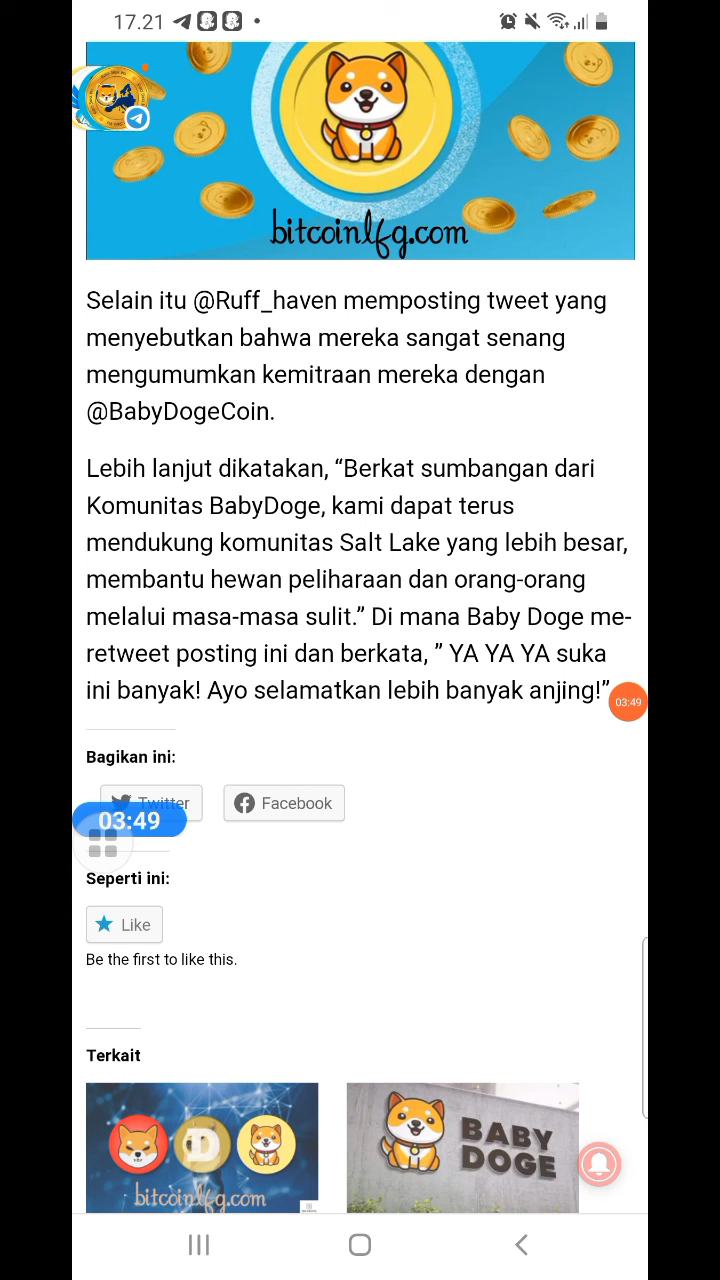 17.21
bitcoinlfg.com
Selain itu @Ruff_haven memposting tweet yang
menyebutkan bahwa mereka sangat senang
mengumumkan kemitraan mereka dengan
@BabyDogeCoin.
Lebih lanjut dikatakan, “Berkat sumbangan dari
Komunitas BabyDoge, kami dapat terus
mendukung komunitas Salt Lake yang lebih besar,
membantu hewan peliharaan dan orang-orang
melalui masa-masa sulit.” Di mana Baby Doge me-
retweet posting ini dan berkata, ” YA YA YA suka
ini banyak! Ayo selamatkan lebih banyak anjing!”
03:49
Bagikan ini:
Twitter
Facebook
03:49
Seperti ini:
Like
Be the first to like this.
Terkait
bitcoinlfg.com
BABY
DOGE